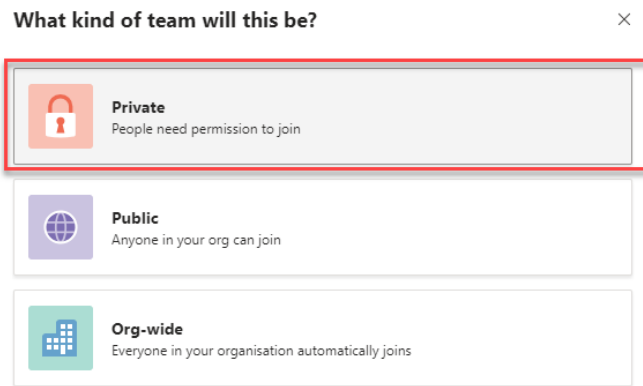 What kind of team will this be?
Private
People need permission to join
Public
Anyone in your org can join
Org-wide
Everyone in your organisation automatically joins